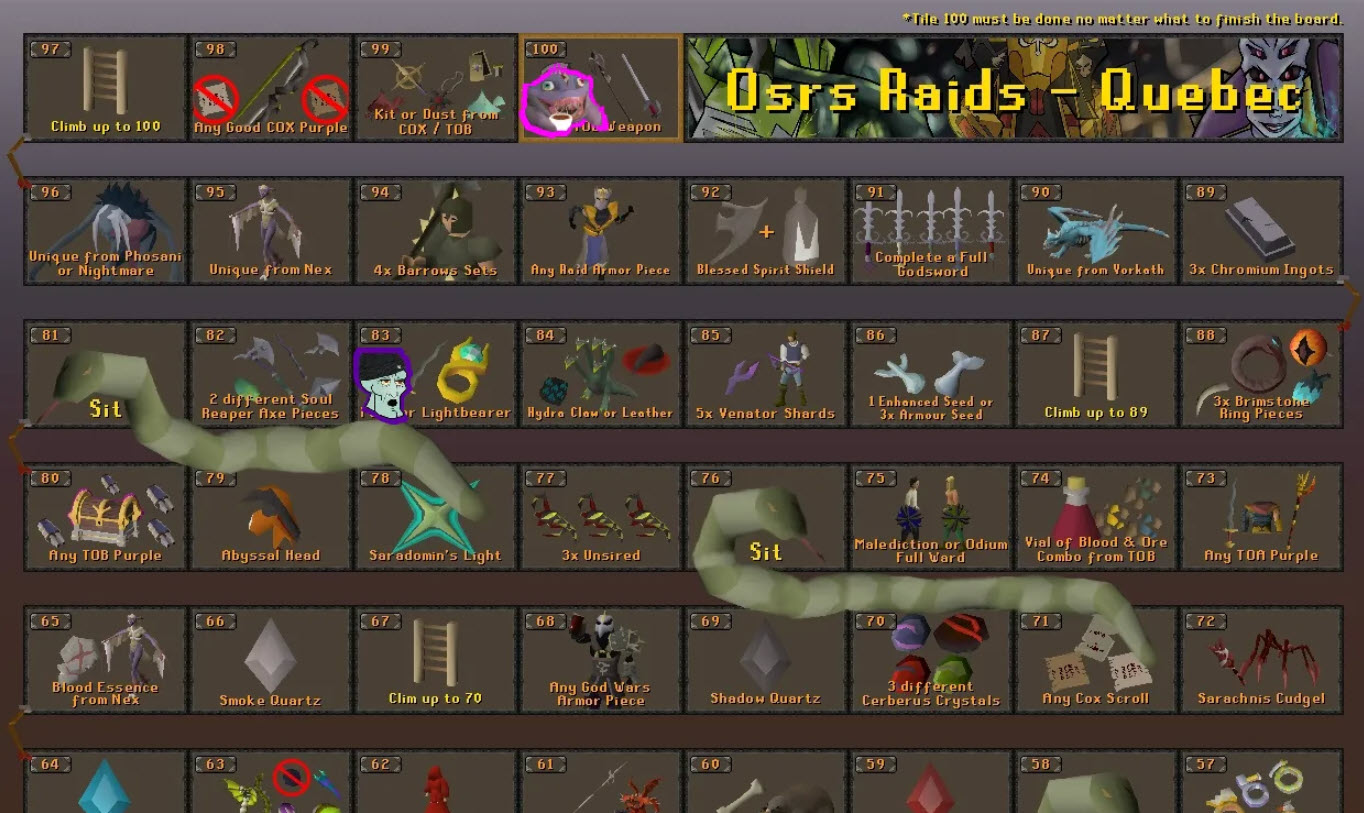 *Tile 100 must be done no matter what to finish the board.
97
Climb up to 100
98
Any Good COX Purple
99
Kit or Dust from
COX / TOB
100
Weapon
Osrs Raids - Quebec
96
Unique from Phosani
or Nightmare
95
Unique from Nex
94
4x Barrows Sets
93
Any Raid Armor Piece
92
+
Blessed Spirit Shield
91
Complete a Full
Godsword
90
Unique from Vorkath
89
3x Chromium Ingots
81
Sit
82
2 different Soul
Reaper Axe Pieces
83
or Lightbearer
84
Hydra Claw or Leather
85
5x Venator Shards
86
1 Enhanced Seed or
3x Armour Seed
87
Climb up to 89
88
3x Brimstone
Ring Pieces
80
Any TOB Purple
79
Abyssal Head
78
Saradomin's Light
77
3x Unsired
76
Sit
75
Malediction or Odium
Full Ward
74
Vial of Blood & Ore
Combo from TOB
73
Any TOA Purple
65
Blood Essence
from Nex
66
Smoke Quartz
67
Clim up to 70
68
Any God Wars
Armor Piece
69
Shadow Quartz
70
3 different
Cerberus Crystals
71
Any Cox Scroll
72
Sarachnis Cudgel
64
63
62
61
60
59
58
57